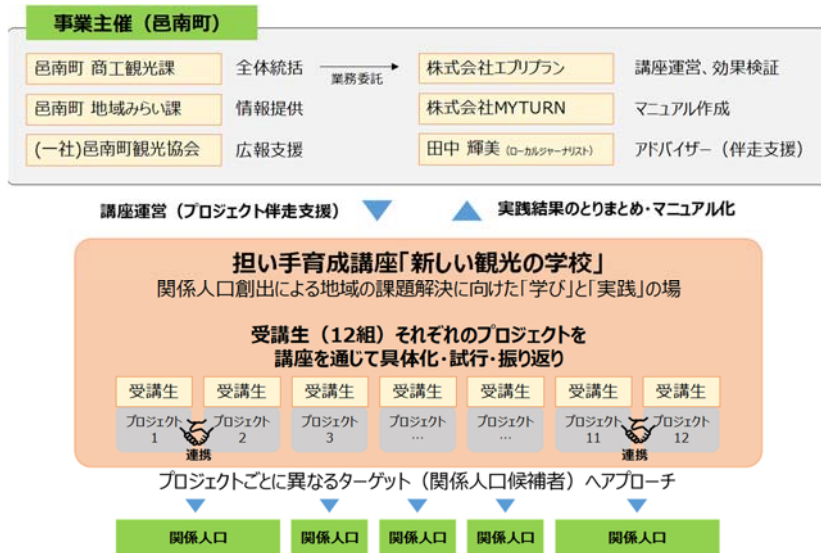 事業主催（邑南町）
邑南町 商工観光課 全体統括 業務委託 株式会社エブリプラン 講座運営、効果検証
邑南町 地域みらい課 情報提供 株式会社MYTURN マニュアル作成
(一社)邑南町観光協会 広報支援 田中 輝美（ローカルジャーナリスト） アドバイザー（伴走支援）
講座運営（プロジェクト伴走支援） 実践結果のとりまとめ・マニュアル化
担い手育成講座「新しい観光の学校」
関係人口創出による地域の課題解決に向けた「学び」と「実践」の場
受講生（12組）それぞれのプロジェクトを
講座を通じて具体化・試行・振り返り
受講生 受講生 受講生 受講生 受講生 受講生 受講生
プロジェクト プロジェクト プロジェクト プロジェクト プロジェクト プロジェクト プロジェクト
1 2 3 … … 11 12
連携 連携
プロジェクトごとに異なるターゲット（関係人口候補者）へアプローチ
関係人口 関係人口 関係人口 関係人口 関係人口